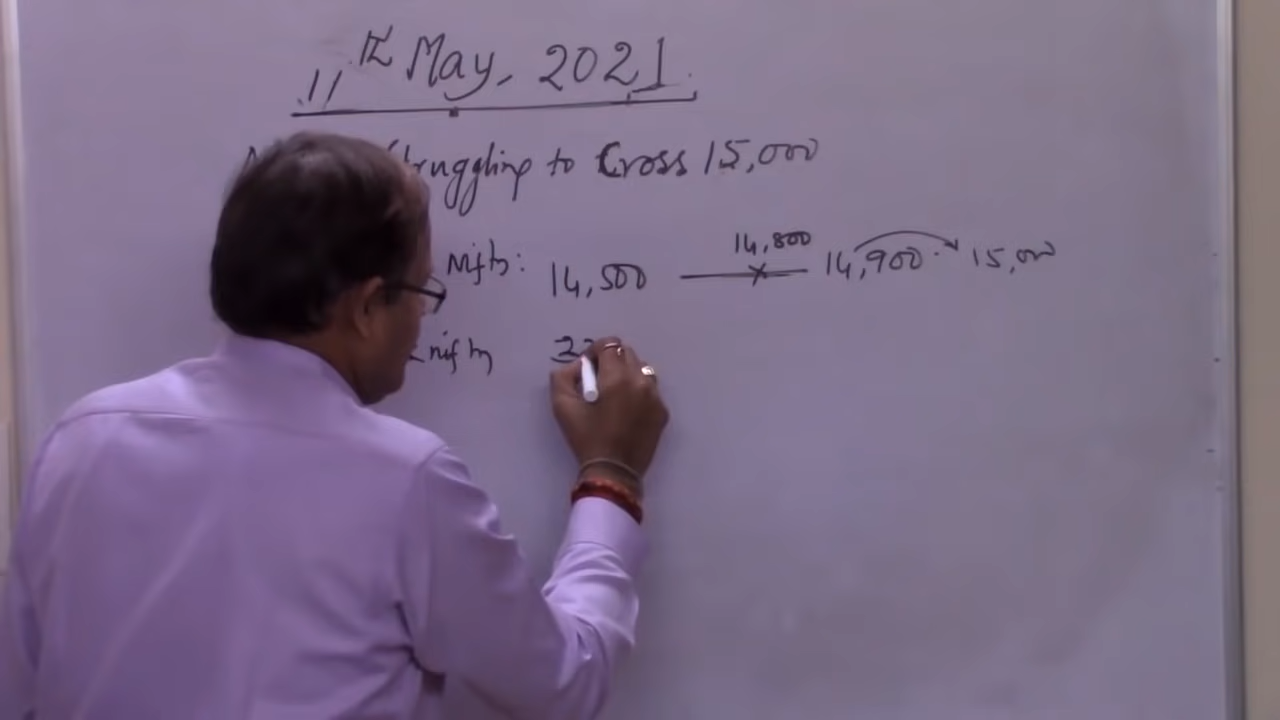 11th May, 2021
struggling to Cross 15,000
14,800
Nifty: 14,500 14,900 15,000
nifty